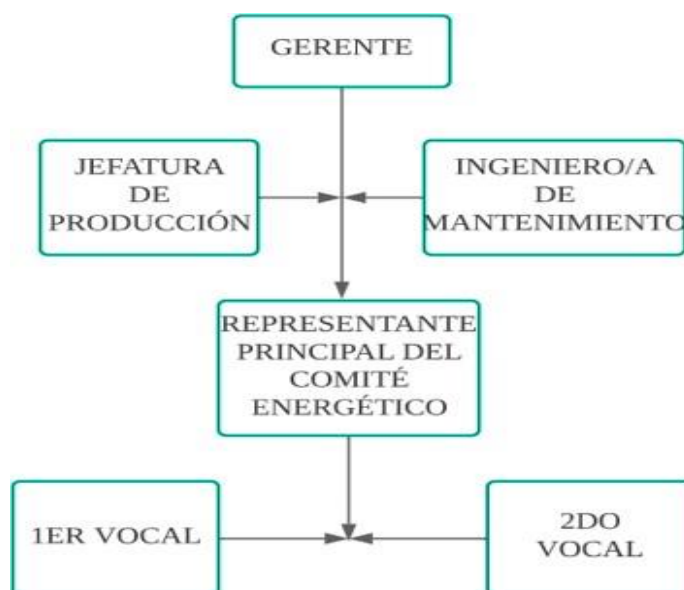 GERENTE
JEFATURA
DE
PRODUCCIÓN
INGENIERO/A
DE
MANTENIMIENTO
REPRESENTANTE
PRINCIPAL DEL
COMITÉ
ENERGÉTICO
1ER VOCAL
2DO
VOCAL